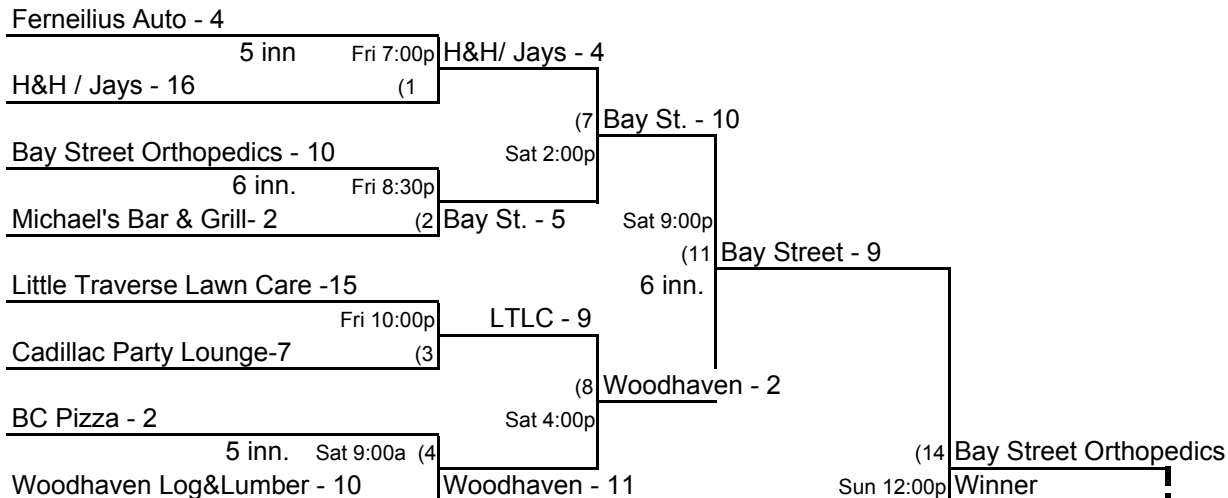 Ferneilius Auto - 4
5 inn Fri 7:00p H&H/ Jays - 4
H&H / Jays - 16 (1
(7 Bay St. - 10
Bay Street Orthopedics - 10 Sat 2:00p
6 inn. Fri 8:30p
Michael's Bar & Grill- 2 (2 Bay St. - 5 Sat 9:00p
(11 Bay Street - 9
Little Traverse Lawn Care -15 6 inn.
Fri 10:00p LTLC - 9
Cadillac Party Lounge-7 (3
(8 Woodhaven - 2
BC Pizza - 2 Sat 4:00p
5 inn. Sat 9:00a (4 (14 Bay Street Orthopedics
Woodhaven Log&Lumber - 10 Woodhaven - 11 Sun 12:00p Winner